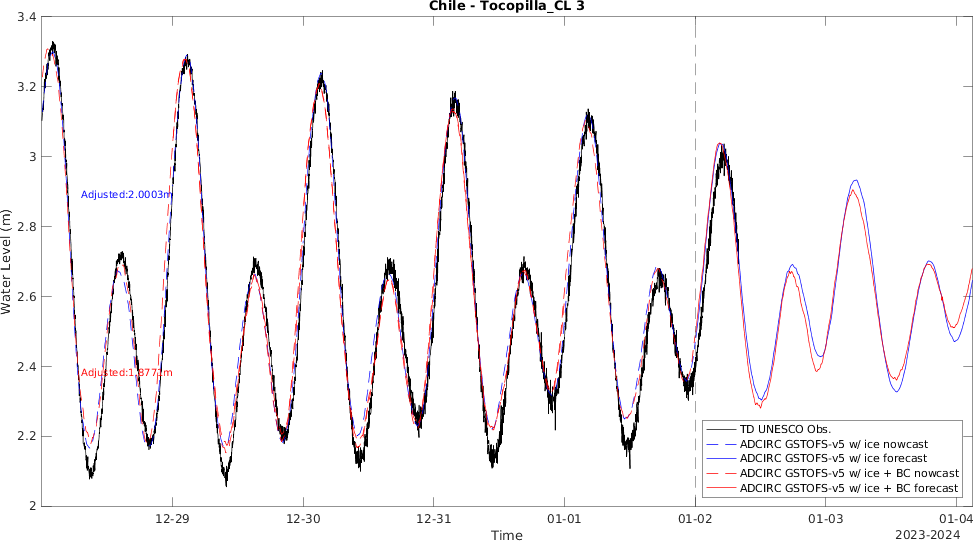 Chile - Tocopilla_CL 3
3.4
3.2
3
2.8
2.6
2.4
2.2
2
Water Level (m)
Adjusted:2.0003m
Adjusted:1.8777m
TD UNESCO Obs.
ADCIRC GSTOFS-v5 w/ ice nowcast
ADCIRC GSTOFS-v5 w/ ice forecast
ADCIRC GSTOFS-v5 w/ ice + BC nowcast
ADCIRC GSTOFS-v5 w/ ice + BC forecast
12-29
12-30
12-31
01-01
01-02
01-03
01-04
Time
2023-2024